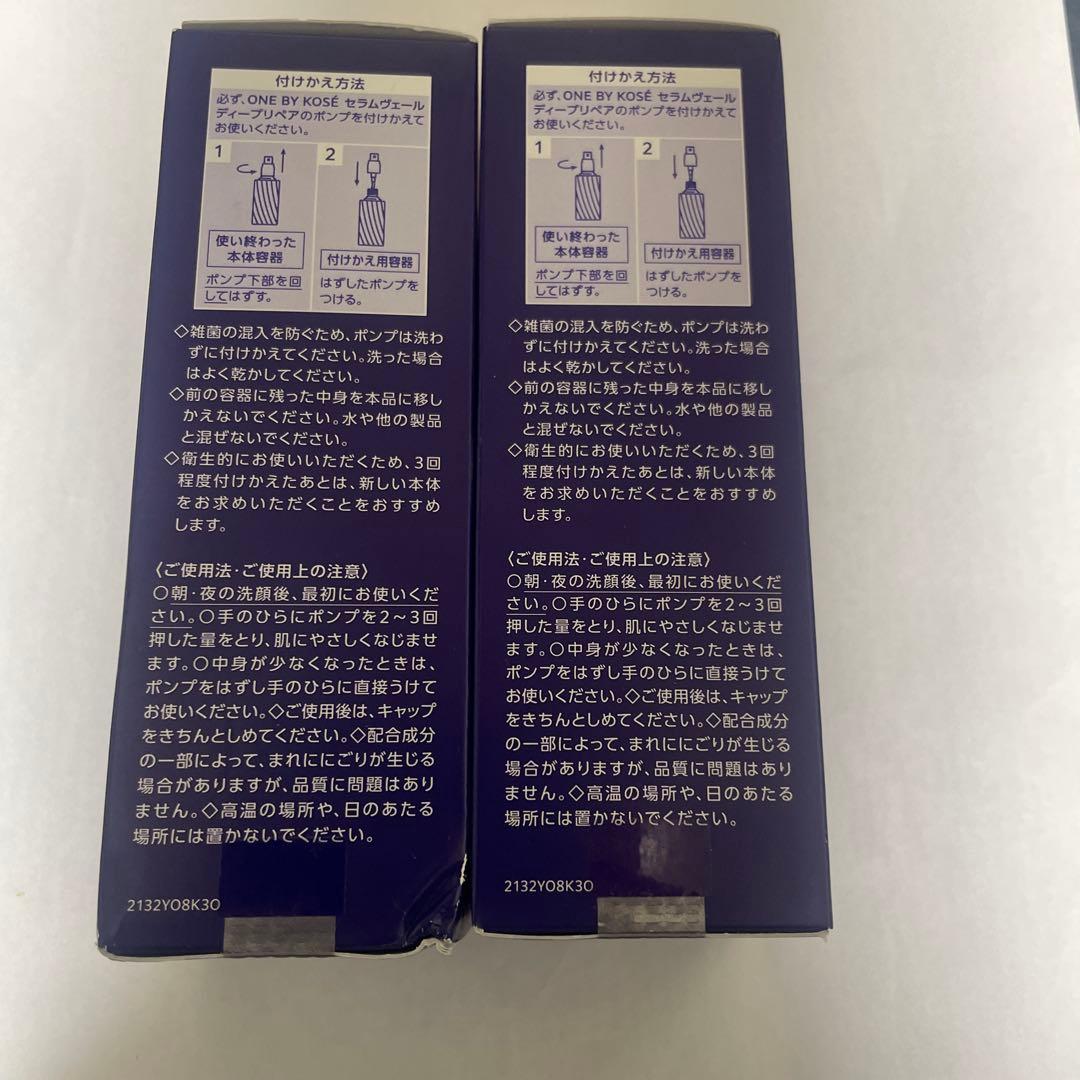 付けかえ方法
必ず、ONE BY KOSÉ セラムヴェール
ディープリペアのポンプを付けかえて
お使いください。
1
2
使い終わった
本体容器
付けかえ用容器
ポンプ下部を回
してはずす。
はずしたポンプを
つける。
◇雑菌の混入を防ぐため、ポンプは洗わ
ずに付けかえてください。洗った場合
はよく乾かしてください。
◇前の容器に残った中身を本品に移し
かえないでください。水や他の製品
と混ぜないでください。
◇衛生的にお使いいただくため、3回
程度付けかえたあとは、新しい本体
をお求めいただくことをおすすめ
します。
〈ご使用法・ご使用上の注意〉
○朝・夜の洗顔後、最初にお使いくだ
さい。○手のひらにポンプを2～3回
押した量をとり、肌にやさしくなじませ
ます。○中身が少なくなったときは、
ポンプをはずし手のひらに直接うけて
お使いください。◇ご使用後は、キャップ
をきちんとしめてください。◇配合成分
の一部によって、まれににごりが生じる
場合がありますが、品質に問題はあり
ません。◇高温の場所や、日のあたる
場所には置かないでください。
2132YO8K3O
付けかえ方法
必ず、ONE BY KOSÉ セラムヴェール
ディープリペアのポンプを付けかえて
お使いください。
1
2
使い終わった
本体容器
付けかえ用容器
ポンプ下部を回
してはずす。
はずしたポンプを
つける。
◇雑菌の混入を防ぐため、ポンプは洗わ
ずに付けかえてください。洗った場合
はよく乾かしてください。
◇前の容器に残った中身を本品に移し
かえないでください。水や他の製品
と混ぜないでください。
◇衛生的にお使いいただくため、3回
程度付けかえたあとは、新しい本体
をお求めいただくことをおすすめ
します。
〈ご使用法・ご使用上の注意〉
○朝・夜の洗顔後、最初にお使いくだ
さい。○手のひらにポンプを2～3回
押した量をとり、肌にやさしくなじませ
ます。○中身が少なくなったときは、
ポンプをはずし手のひらに直接うけて
お使いください。◇ご使用後は、キャップ
をきちんとしめてください。◇配合成分
の一部によって、まれににごりが生じる
場合がありますが、品質に問題はあり
ません。◇高温の場所や、日のあたる
場所には置かないでください。
2132YO8K3O